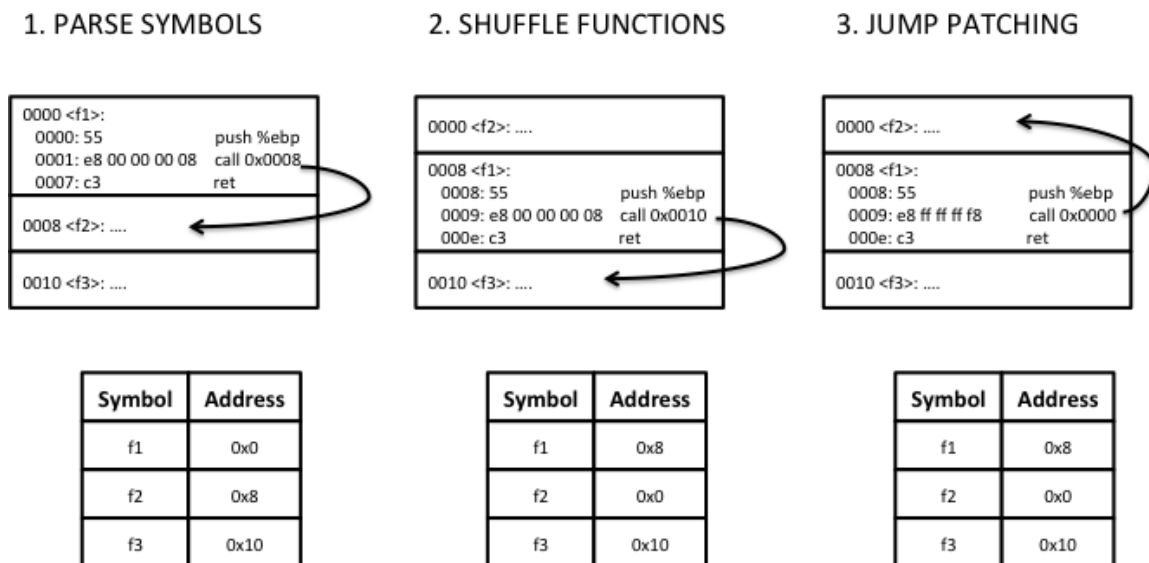 1. PARSE SYMBOLS
0000 <f1>:
0000: 55 push %ebp
0001: e8 00 00 00 08 call 0x0008
0007: c3 ret
0008 <f2>: ....
0010 <f3>: ....
Symbol Address
f1 0x0
f2 0x8
f3 0x10
2. SHUFFLE FUNCTIONS
0000 <f2>: ....
0008 <f1>:
0008: 55 push %ebp
0009: e8 00 00 00 08 call 0x0010
000e: c3 ret
0010 <f3>: ....
Symbol Address
f1 0x8
f2 0x0
f3 0x10
3. JUMP PATCHING
0000 <f2>: ....
0008 <f1>:
0008: 55 push %ebp
0009: e8 ff ff ff f8 call 0x0000
000e: c3 ret
0010 <f3>: ....
Symbol Address
f1 0x8
f2 0x0
f3 0x10